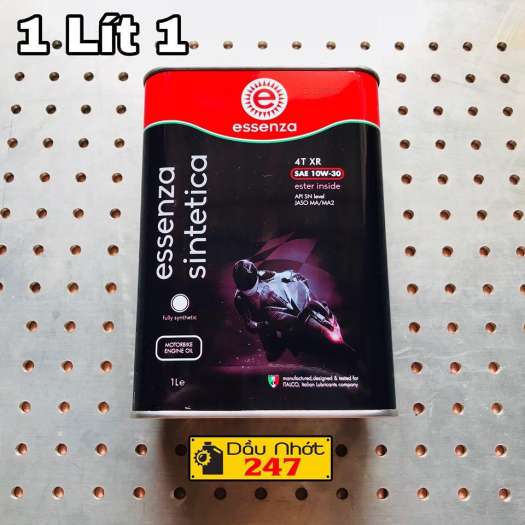 1 Lít 1
essenza
essenza
sintetica
4T XR
SAE 10W-30
ester inside
API SN level
JASO MA/MA2
fully synthetic
MOTORBIKE
ENGINE OIL
1Le
manufactured, designed & tested for
ITALCO, Italian Lubricants company
Dầu Nhớt
247